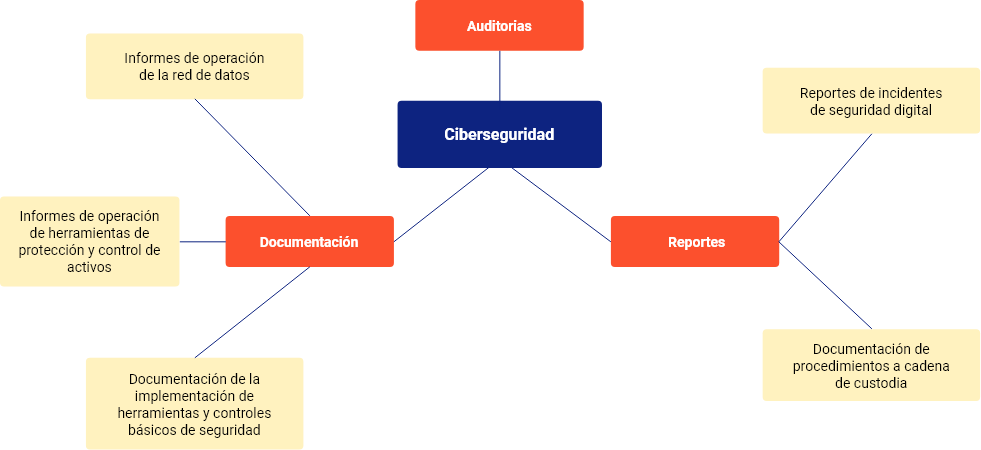 Auditorias
Informes de operación
de la red de datos
Reportes de incidentes
de seguridad digital
Ciberseguridad
Informes de operación
de herramientas de
protección y control de
activos
Documentación
Reportes
Documentación de la
implementación de
herramientas y controles
básicos de seguridad
Documentación de
procedimientos a cadena
de custodia